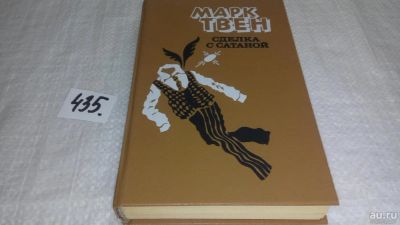 МАРК
ТВЕН
СДЕЛКА
С САТАНОЙ
435.
au.ru